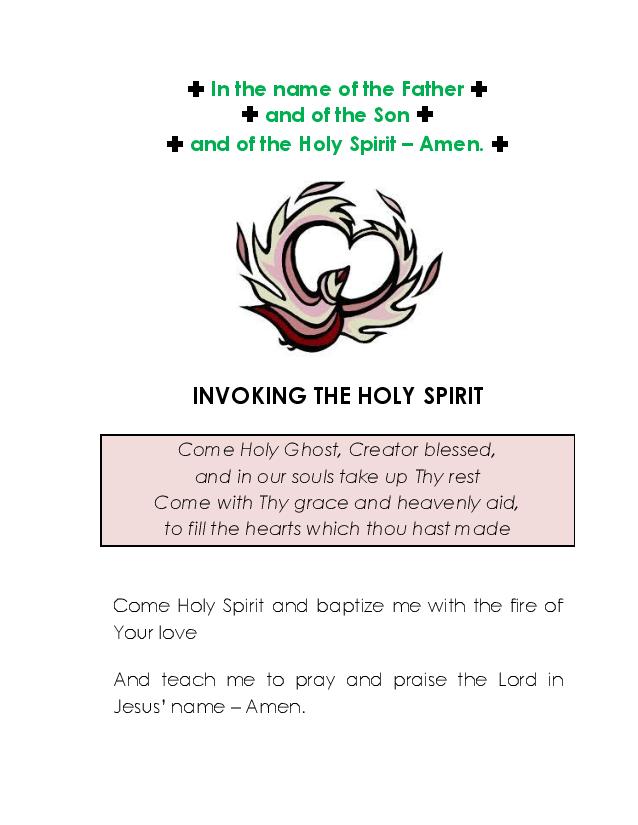 ✚ In the name of the Father ✚
✚ and of the Son ✚
✚ and of the Holy Spirit – Amen. ✚
INVOKING THE HOLY SPIRIT
Come Holy Ghost, Creator blessed,
and in our souls take up Thy rest
Come with Thy grace and heavenly aid,
to fill the hearts which thou hast made
Come Holy Spirit and baptize me with the fire of
Your love
And teach me to pray and praise the Lord in
Jesus’ name – Amen.